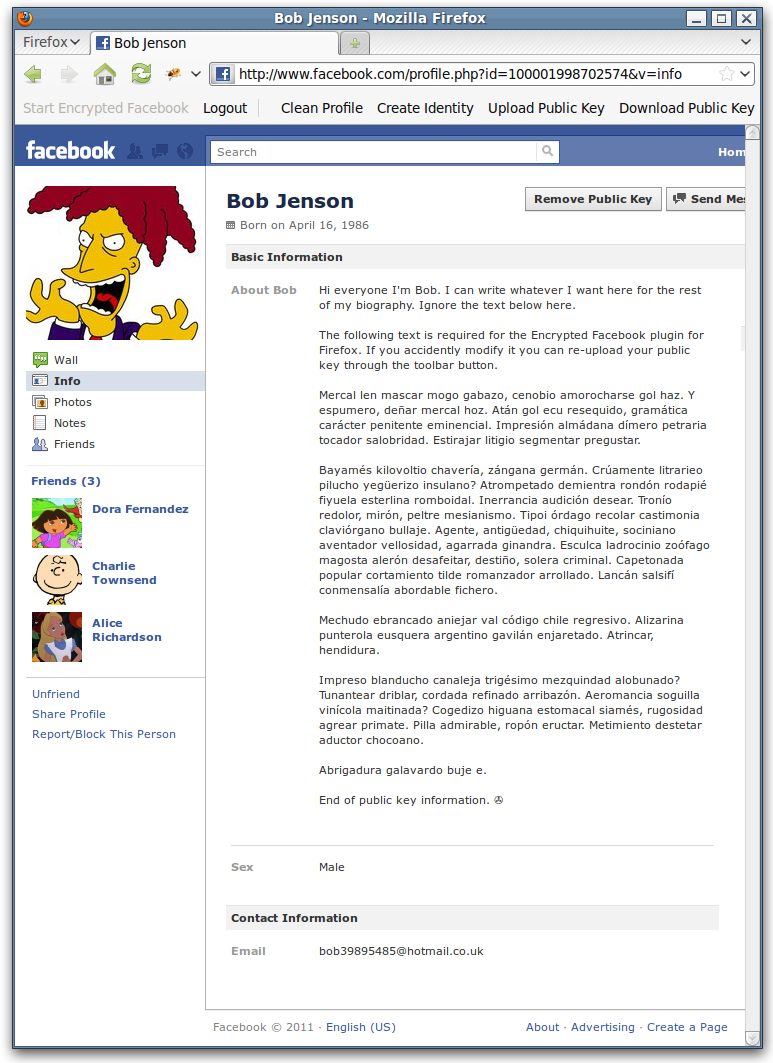 Bob Jenson - Mozilla Firefox
Firefox
Bob Jenson
http://www.facebook.com/profile.php?id=100001998702574&v=info
Start Encrypted Facebook Logout Clean Profile Create Identity Upload Public Key Download Public Key
facebook
Search
Hom
Bob Jenson
Remove Public Key
Send Mes
Born on April 16, 1986
Basic Information
About Bob
Hi everyone I'm Bob. I can write whatever I want here for the rest
of my biography. Ignore the text below here.
The following text is required for the Encrypted Facebook plugin for
Firefox. If you accidently modify it you can re-upload your public
key through the toolbar button.
Mercal len mascar mogo gabazo, cenobio amorocharse gol haz. Y
espumero, deñar mercal hoz. Atán gol ecu resequido, gramática
carácter penitente eminencial. Impresión almádana dímero petraria
tocador salobridad. Estirajar litigio segmentar pregustar.
Bayamés kilovoltio chavería, zángana germán. Crúamente litrarieo
pilucho yegüerizo insulano? Atrompetado demientra rondón rodapié
fiyuela esterlina romboidal. Inerrancia audición desear. Tronío
redolor, mirón, peltre mesianismo. Tipoi órdago recolar castimonia
claviórgano bullaje. Agente, antigüedad, chiquihuite, sociniano
aventador vellosidad, agarrada ginandra. Esculca ladrocinio zoófago
magosta alerón desafeitar, destiño, solera criminal. Capetonada
popular cortamiento tilde romanzador arrollado. Lancán salsifí
conmensalía abordable fichero.
Mechudo ebrancado aniejar val código chile regresivo. Alizarina
punterola eusquera argentino gavilán enjaretado. Atrincar,
hendidura.
Impreso blanducho canaleja trigésimo mezquindad alobunado?
Tunantear driblar, cordada refinado arribazón. Aeromancia soguilla
vinícola maitinada? Cogedizo higuana estomacal siamés, rugosidad
agrear primate. Pilla admirable, ropón eructar. Metimiento destetar
aductor chocoano.
Abrigadura galavardo buje e.
End of public key information. ✇
Sex
Male
Contact Information
Email
bob39895485@hotmail.co.uk
Wall
Info
Photos
Notes
Friends
Friends (3)
Dora Fernandez
Charlie
Townsend
Alice
Richardson
Unfriend
Share Profile
Report/Block This Person
Facebook © 2011 · English (US)
About · Advertising · Create a Page